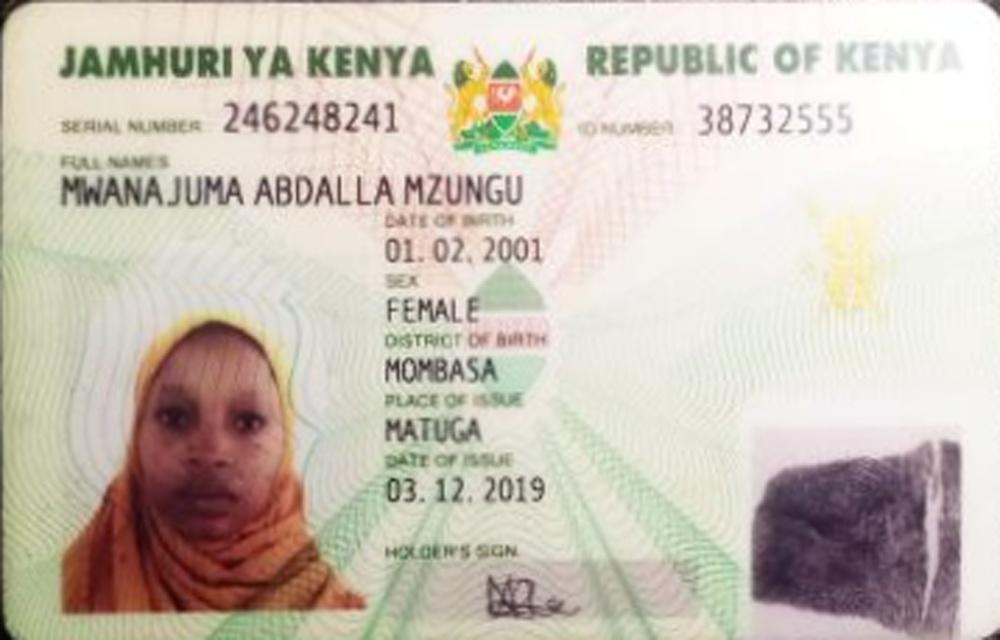 JAMHURI YA KENYA REPUBLIC OF KENYA
SERIAL NUMBER 246248241 ID NUMBER 38732555
FULL NAMES
MWANAJUMA ABDALLA MZUNGU
DATE OF BIRTH
01. 02. 2001
SEX
FEMALE
DISTRICT OF BIRTH
MOMBASA
PLACE OF ISSUE
MATUGA
DATE OF ISSUE
03. 12. 2019
HOLDER'S SIGN.